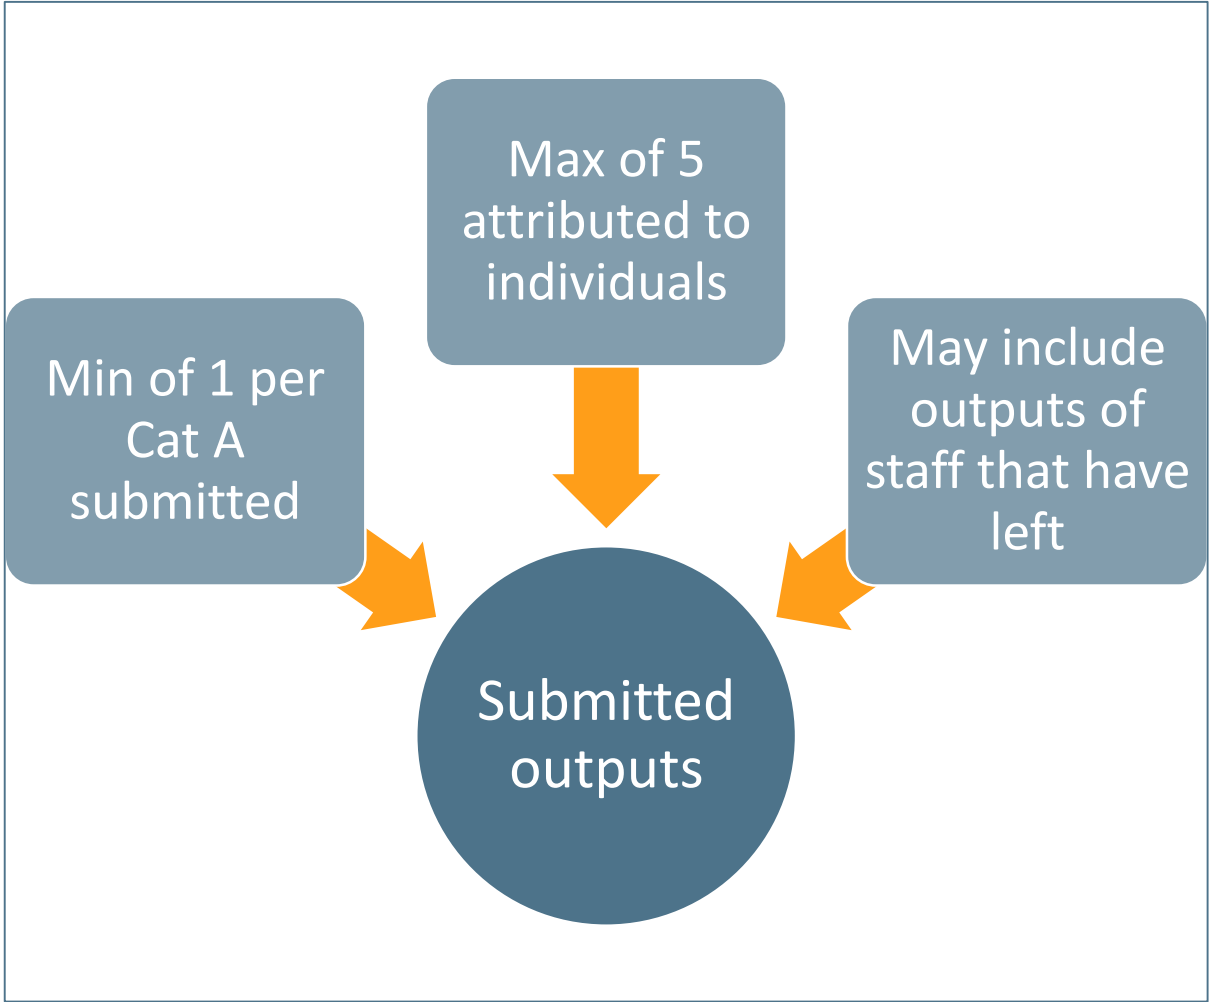 Max of 5
attributed to
individuals
Min of 1 per
Cat A
submitted
May include
outputs of
staff that have
left
Submitted
outputs